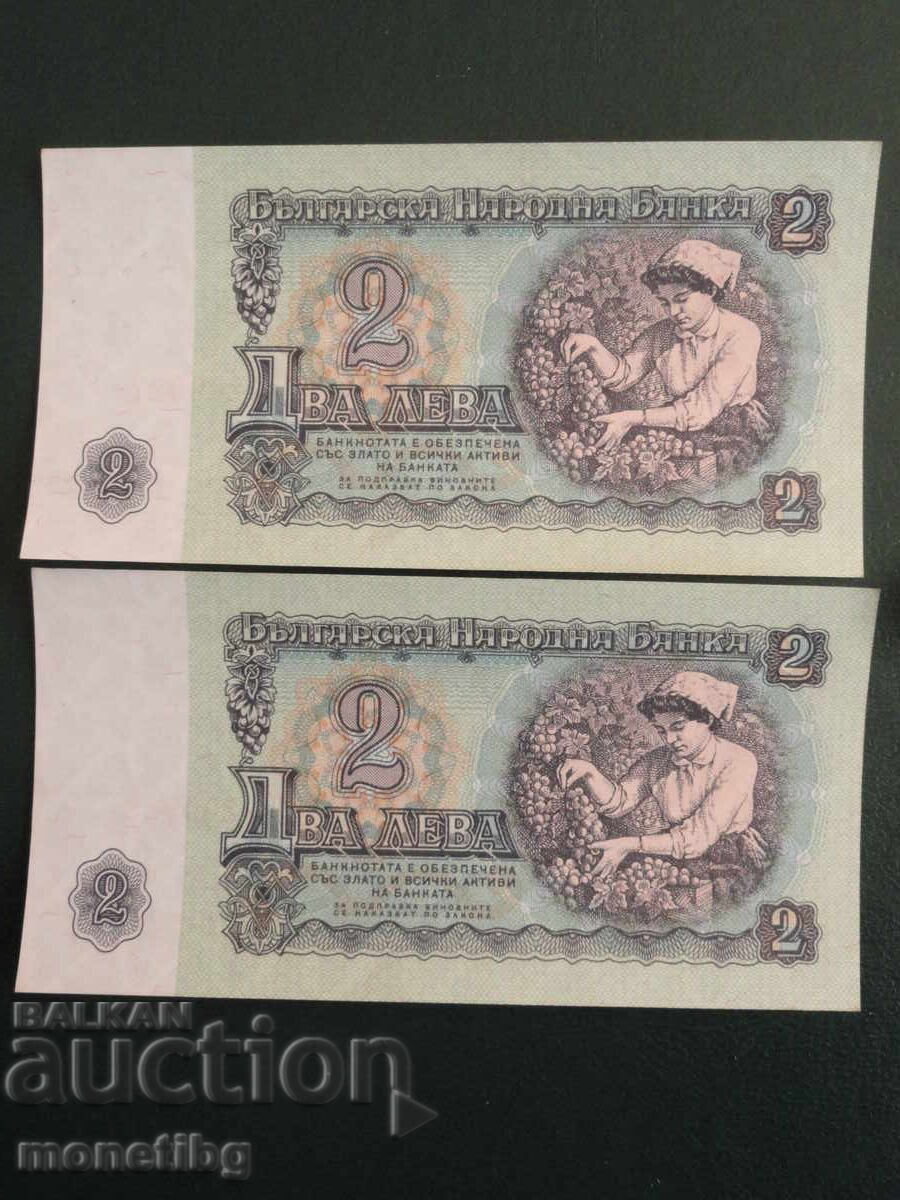 Българска Народна Банка
2
2
Два лева
Банкнотата е обезпечена
със злато и всички активи
на банката
За подправка виновните
се наказват по закона
2
2
Българска Народна Банка
2
2
Два лева
Банкнотата е обезпечена
със злато и всички активи
на банката
За подправка виновните
се наказват по закона
2
2
BALKAN
auction
monetibg